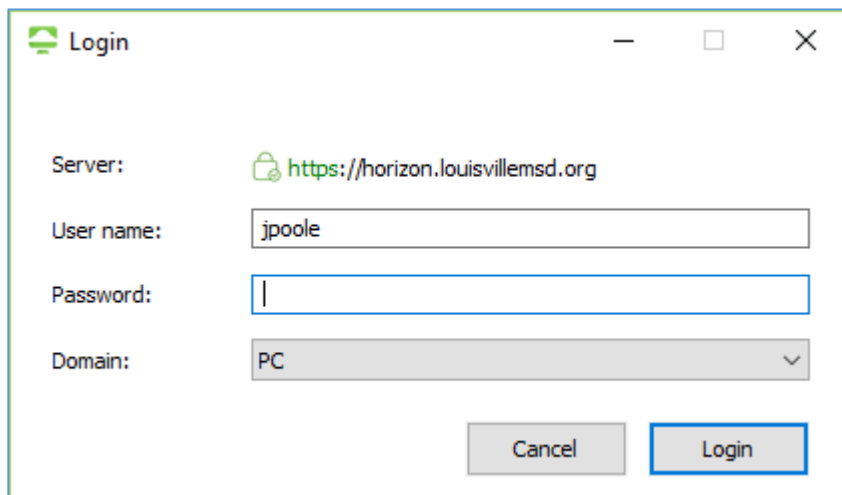 Login
Server: https://horizon.louisvillemsd.org
User name: jpoole
Password:
Domain: PC
Cancel Login